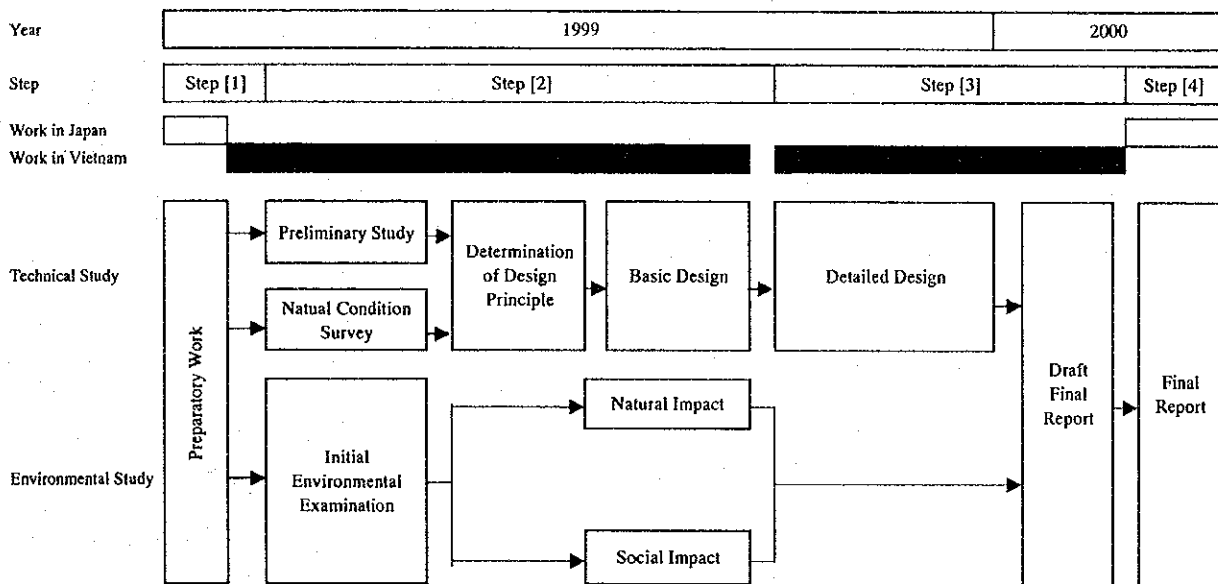 Year
1999
2000
Step
Step [1]
Step [2]
Step [3]
Step [4]
Work in Japan
Work in Vietnam
Technical Study
Environmental Study
Preparatory Work
Preliminary Study
Natual Condition
Survey
Determination
of Design
Principle
Basic Design
Detailed Design
Initial
Environmental
Examination
Natural Impact
Social Impact
Draft
Final
Report
Final
Report